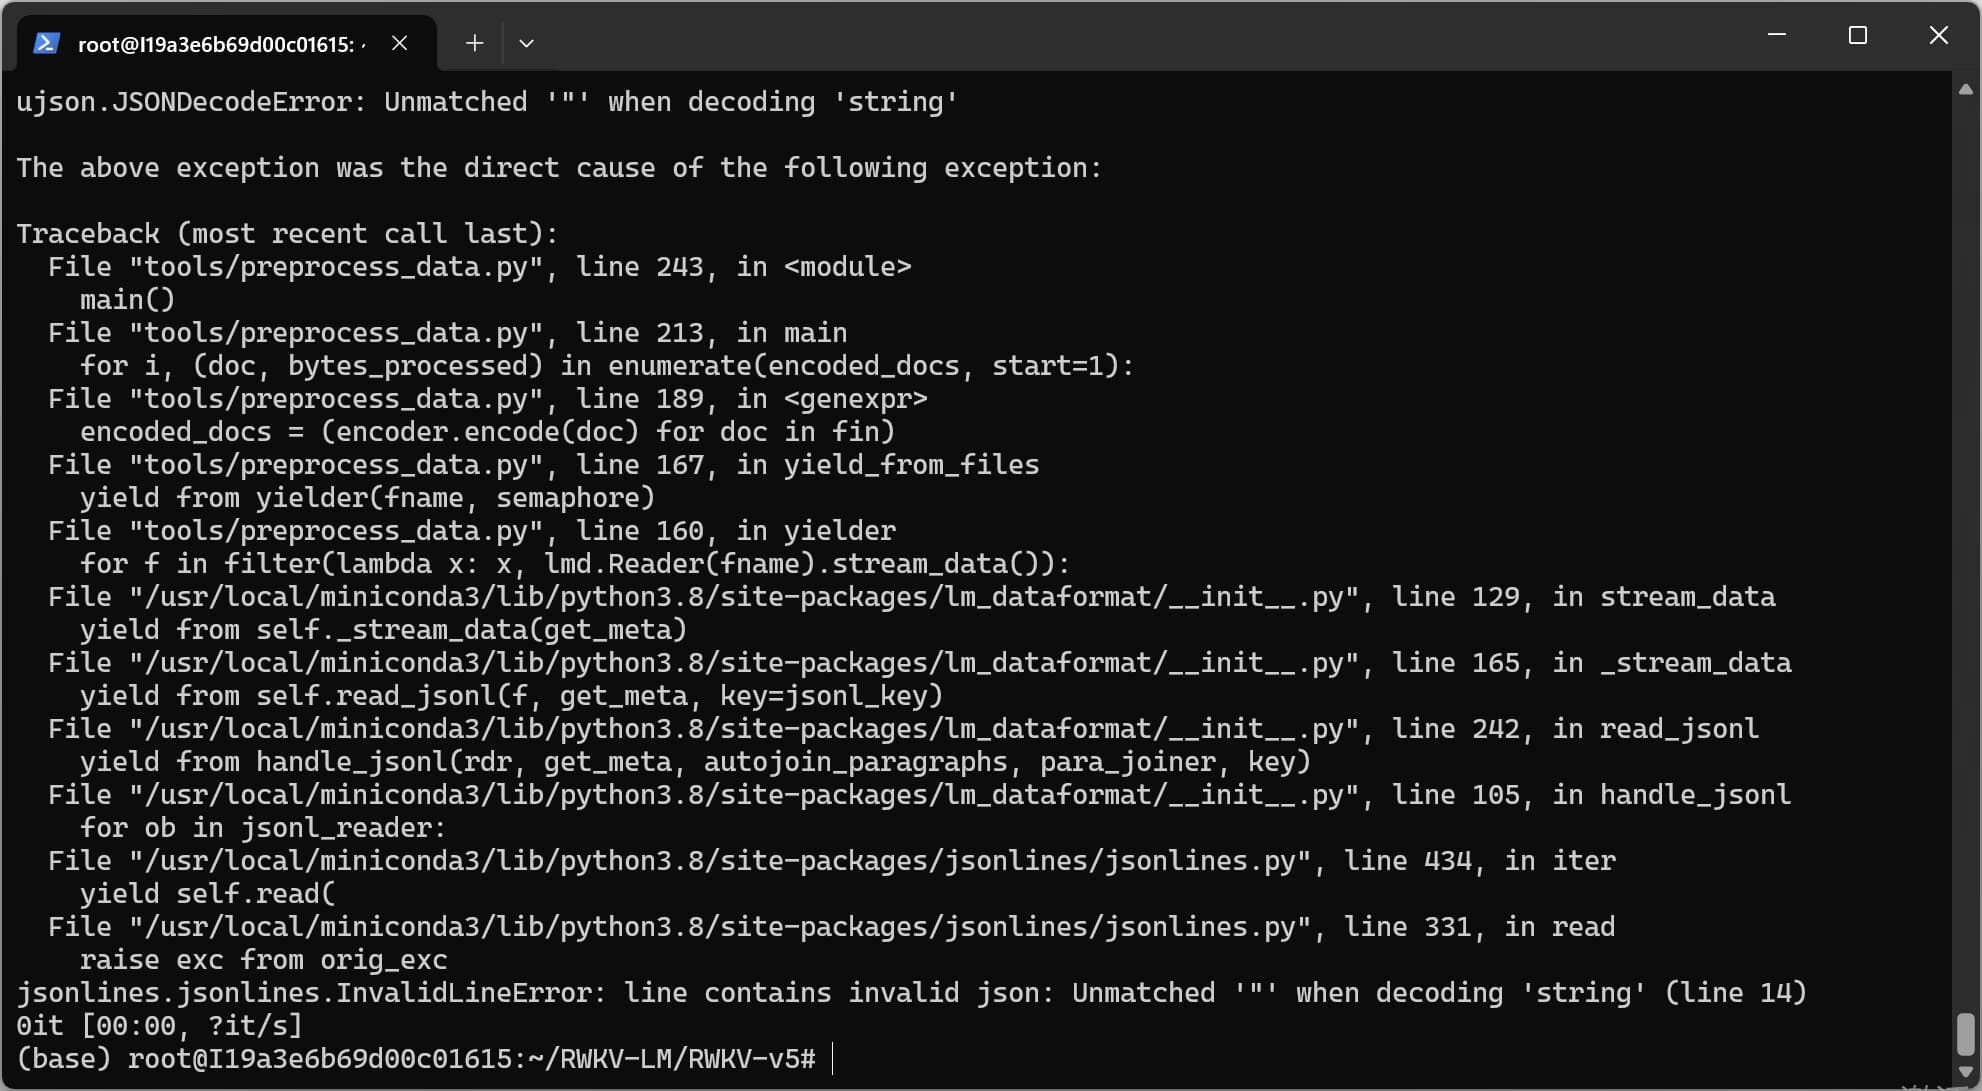 root@I19a3e6b69d00c01615:
ujson.JSONDecodeError: Unmatched '"' when decoding 'string'
The above exception was the direct cause of the following exception:
Traceback (most recent call last):
  File "tools/preprocess_data.py", line 243, in <module>
    main()
  File "tools/preprocess_data.py", line 213, in main
    for i, (doc, bytes_processed) in enumerate(encoded_docs, start=1):
  File "tools/preprocess_data.py", line 189, in <genexpr>
    encoded_docs = (encoder.encode(doc) for doc in fin)
  File "tools/preprocess_data.py", line 167, in yield_from_files
    yield from yielder(fname, semaphore)
  File "tools/preprocess_data.py", line 160, in yielder
    for f in filter(lambda x: x, lmd.Reader(fname).stream_data()):
  File "/usr/local/miniconda3/lib/python3.8/site-packages/lm_dataformat/__init__.py", line 129, in stream_data
    yield from self._stream_data(get_meta)
  File "/usr/local/miniconda3/lib/python3.8/site-packages/lm_dataformat/__init__.py", line 165, in _stream_data
    yield from self.read_jsonl(f, get_meta, key=jsonl_key)
  File "/usr/local/miniconda3/lib/python3.8/site-packages/lm_dataformat/__init__.py", line 242, in read_jsonl
    yield from handle_jsonl(rdr, get_meta, autojoin_paragraphs, para_joiner, key)
  File "/usr/local/miniconda3/lib/python3.8/site-packages/lm_dataformat/__init__.py", line 105, in handle_jsonl
    for ob in jsonl_reader:
  File "/usr/local/miniconda3/lib/python3.8/site-packages/jsonlines/jsonlines.py", line 434, in iter
    yield self.read(
  File "/usr/local/miniconda3/lib/python3.8/site-packages/jsonlines/jsonlines.py", line 331, in read
    raise exc from orig_exc
jsonlines.jsonlines.InvalidLineError: line contains invalid json: Unmatched '"' when decoding 'string' (line 14)
0it [00:00, ?it/s]
(base) root@I19a3e6b69d00c01615:~/RWKV-LM/RWKV-v5#